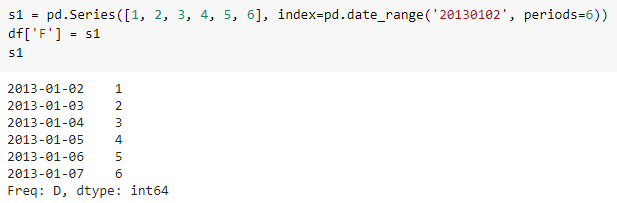 s1 = pd.Series([1, 2, 3, 4, 5, 6], index=pd.date_range('20130102', periods=6))
df['F'] = s1
s1
2013-01-02    1
2013-01-03    2
2013-01-04    3
2013-01-05    4
2013-01-06    5
2013-01-07    6
Freq: D, dtype: int64